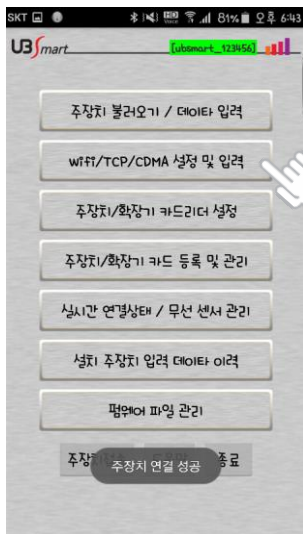 SKT 81% 오후 6:43
UBSmart [ubsmart_123456]
주장치 불러오기 / 데이타 입력
wifi/TCP/CDMA 설정 및 입력
주장치/확장기 카드리더 설정
주장치/확장기 카드 등록 및 관리
실시간 연결상태 / 무선 센서 관리
설치 주장치 입력 데이타 이력
펌웨어 파일 관리
주장치 종료
주장치 연결 성공